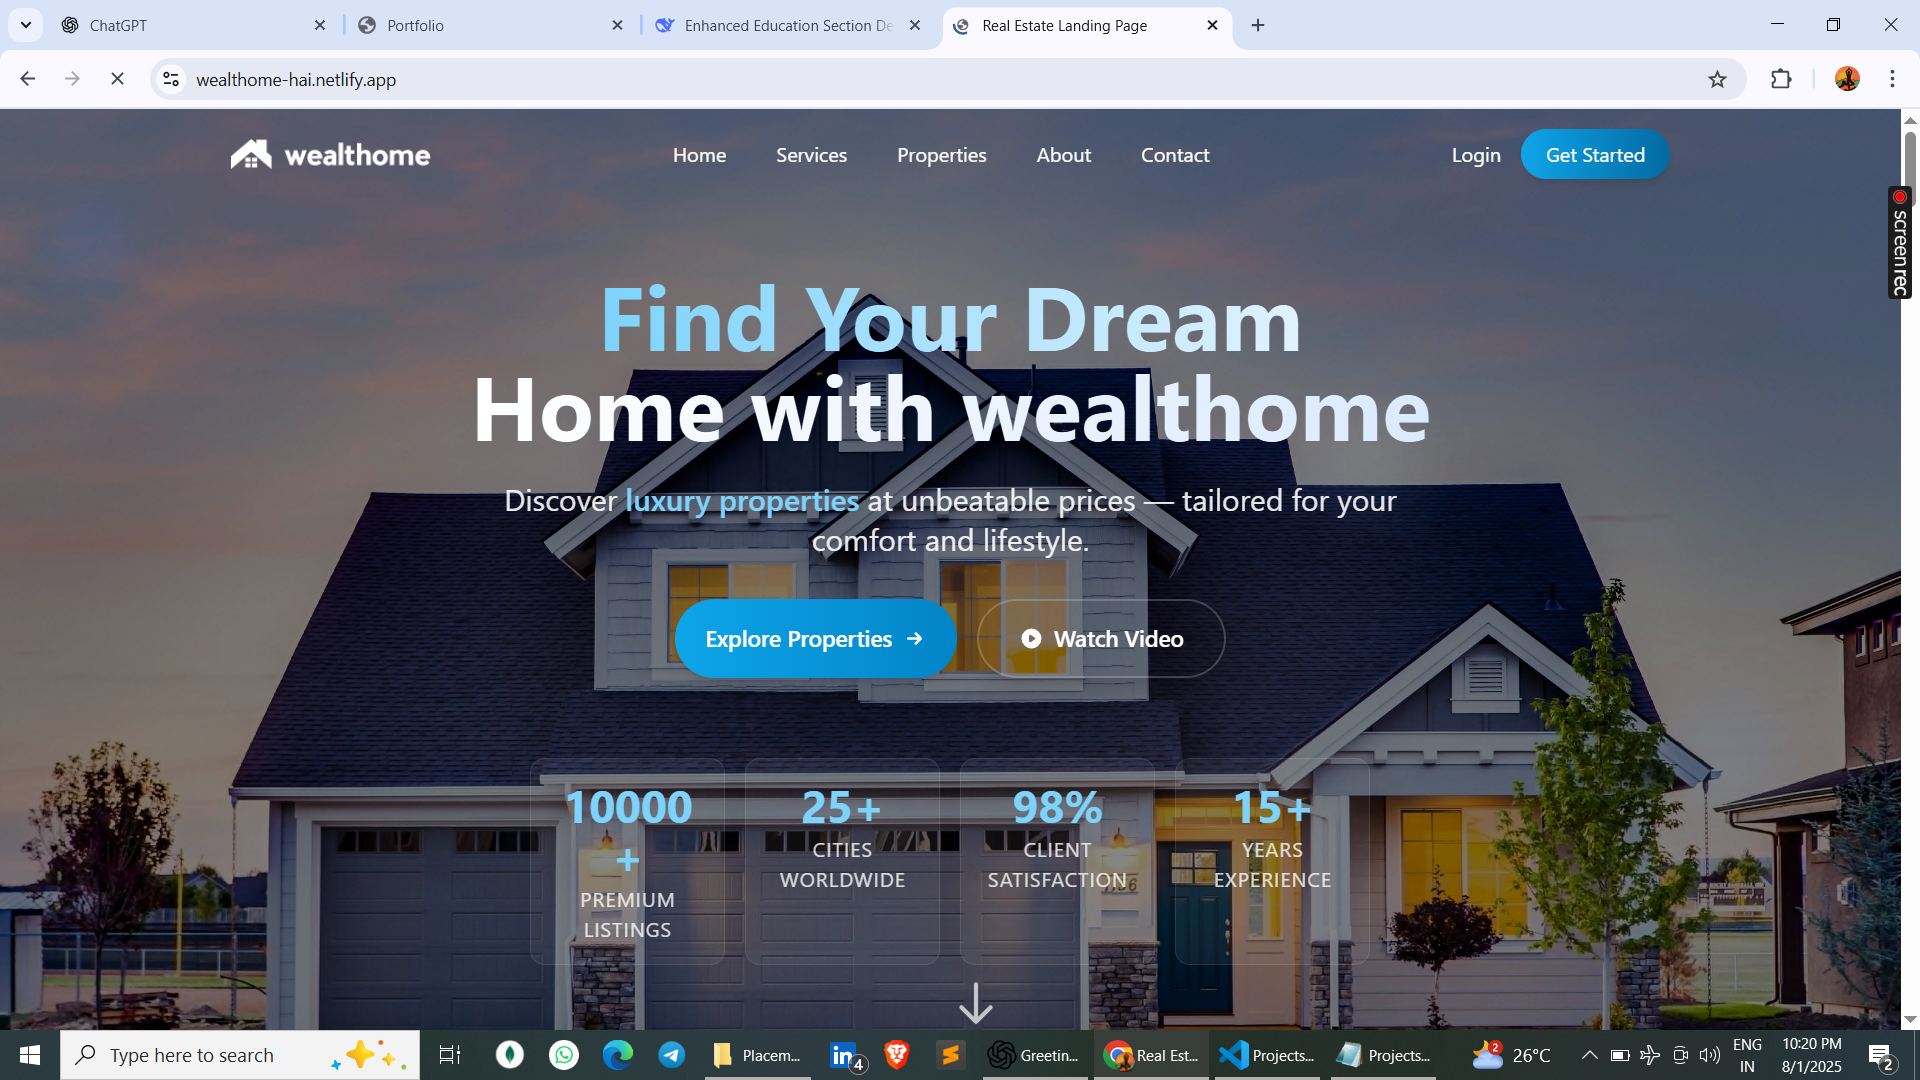 ChatGPT
Portfolio
Enhanced Education Section De
Real Estate Landing Page
wealthome-hai.netlify.app
wealthome
Home
Services
Properties
About
Contact
Login
Get Started
screenrec
Find Your Dream
Home with wealthome
Discover luxury properties at unbeatable prices — tailored for your
comfort and lifestyle.
Explore Properties
Watch Video
10000
+
PREMIUM
LISTINGS
25+
CITIES
WORLDWIDE
98%
CLIENT
SATISFACTION
15+
YEARS
EXPERIENCE
Type here to search
Placem...
in
4
Greetin...
Real Est...
Projects...
Projects...
2
26°C
ENG
IN
10:20 PM
8/1/2025
2